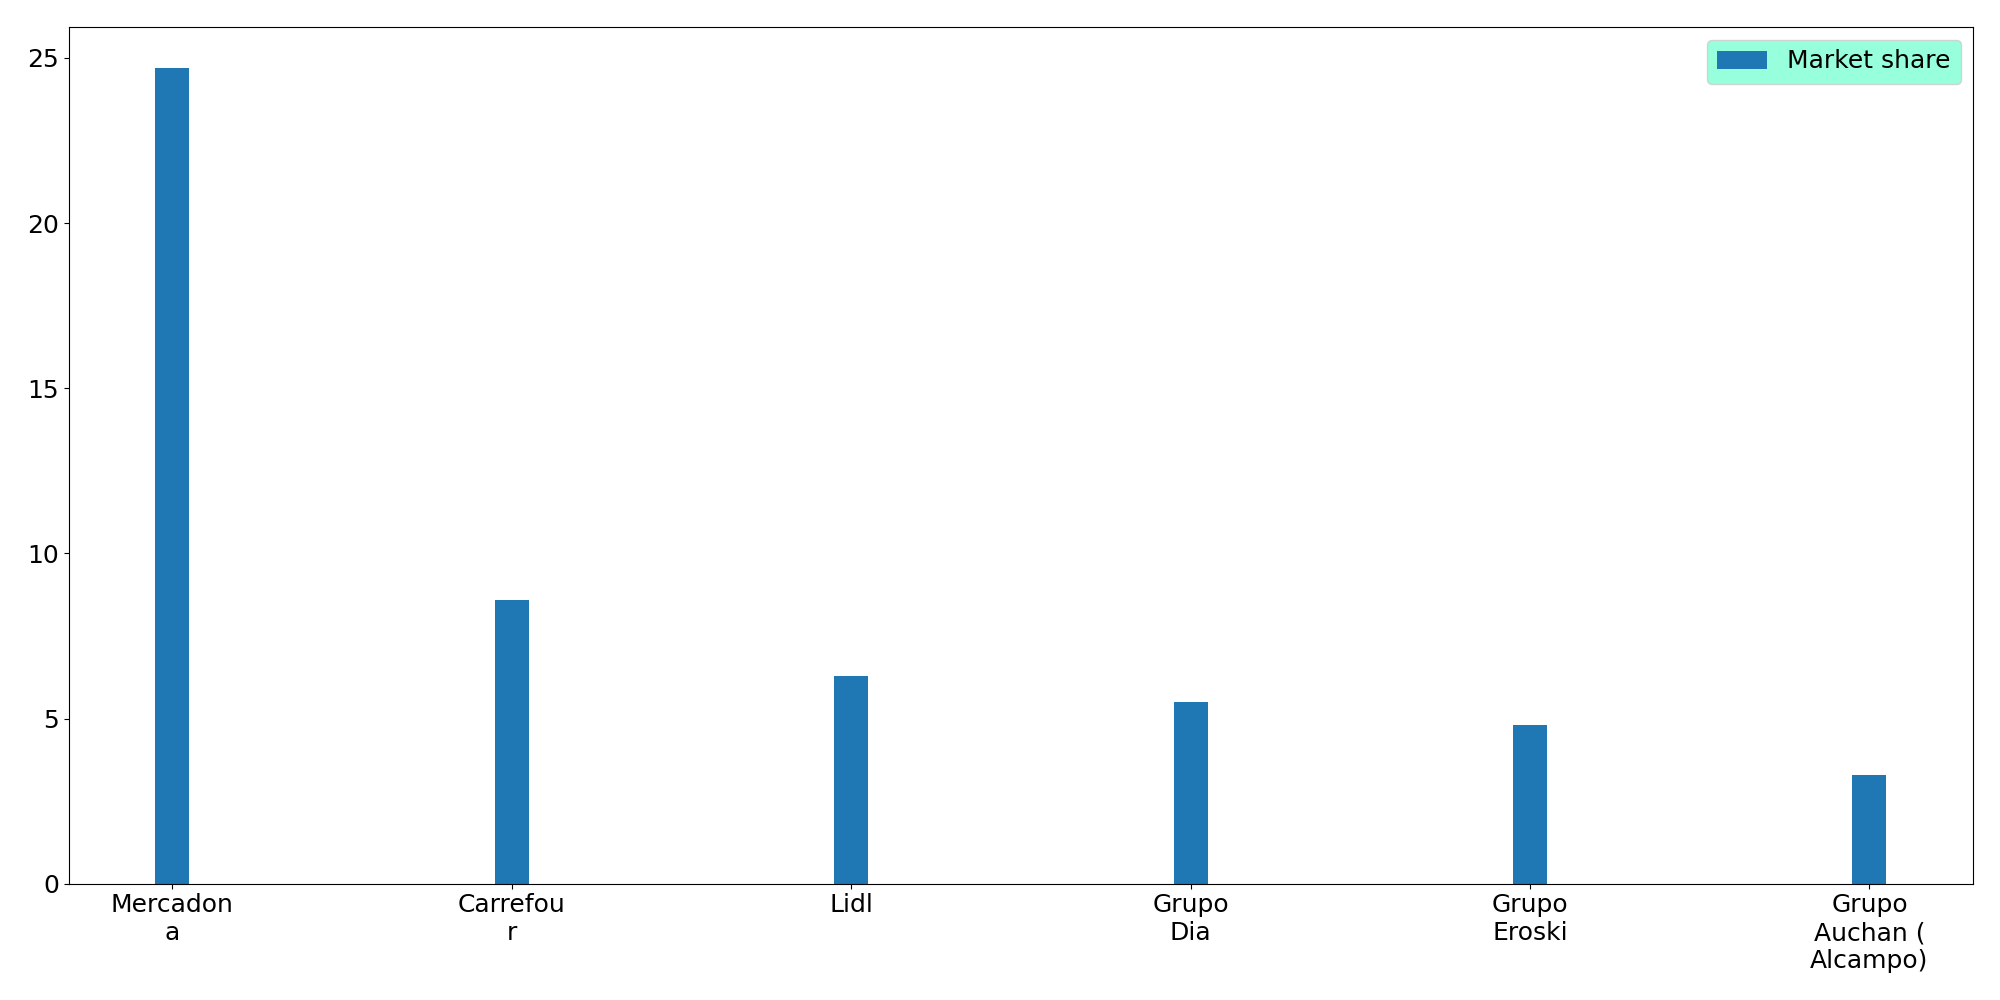 25
20
15
10
5
0
Market share
Mercadon
a
Carrefou
r
Lidl
Grupo
Dia
Grupo
Eroski
Grupo
Auchan (
Alcampo)